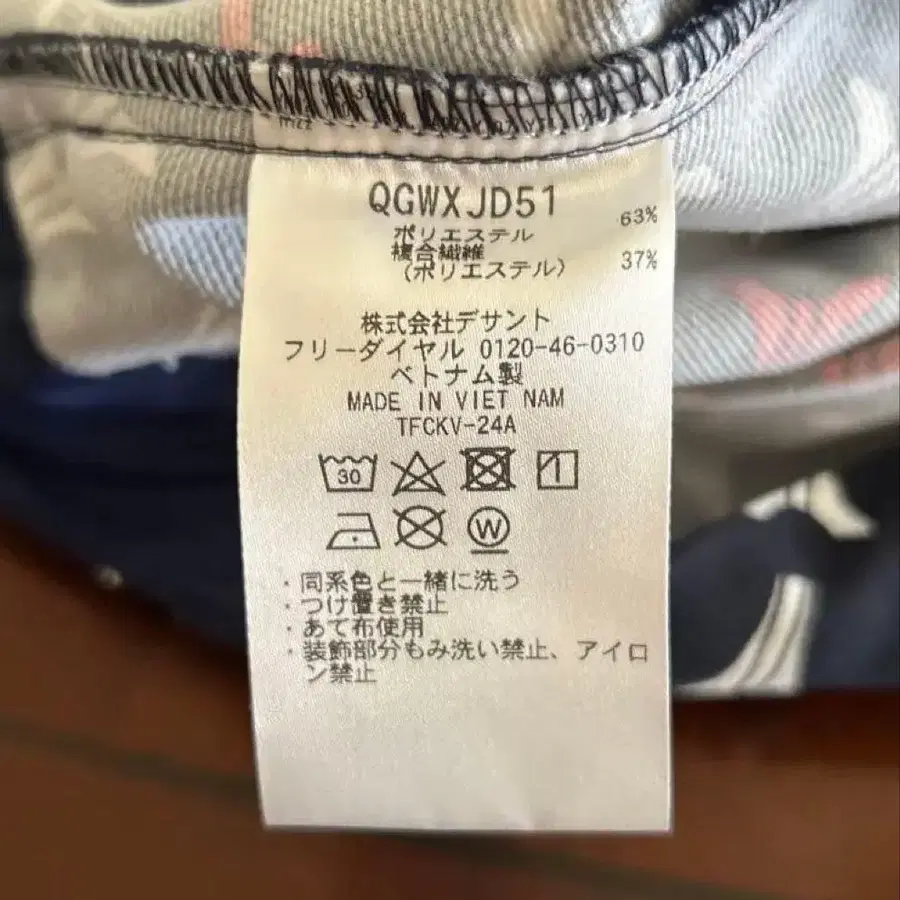 QGWXJD51
ポリエステル 63%
複合繊維
(ポリエステル) 37%
株式会社デサント
フリーダイヤル 0120-46-0310
ベトナム製
MADE IN VIET NAM
TFCKV-24A
30
W
・同系色と一緒に洗う
・つけ置き禁止
・あて布使用
・装飾部分もみ洗い禁止、アイロ
ン禁止